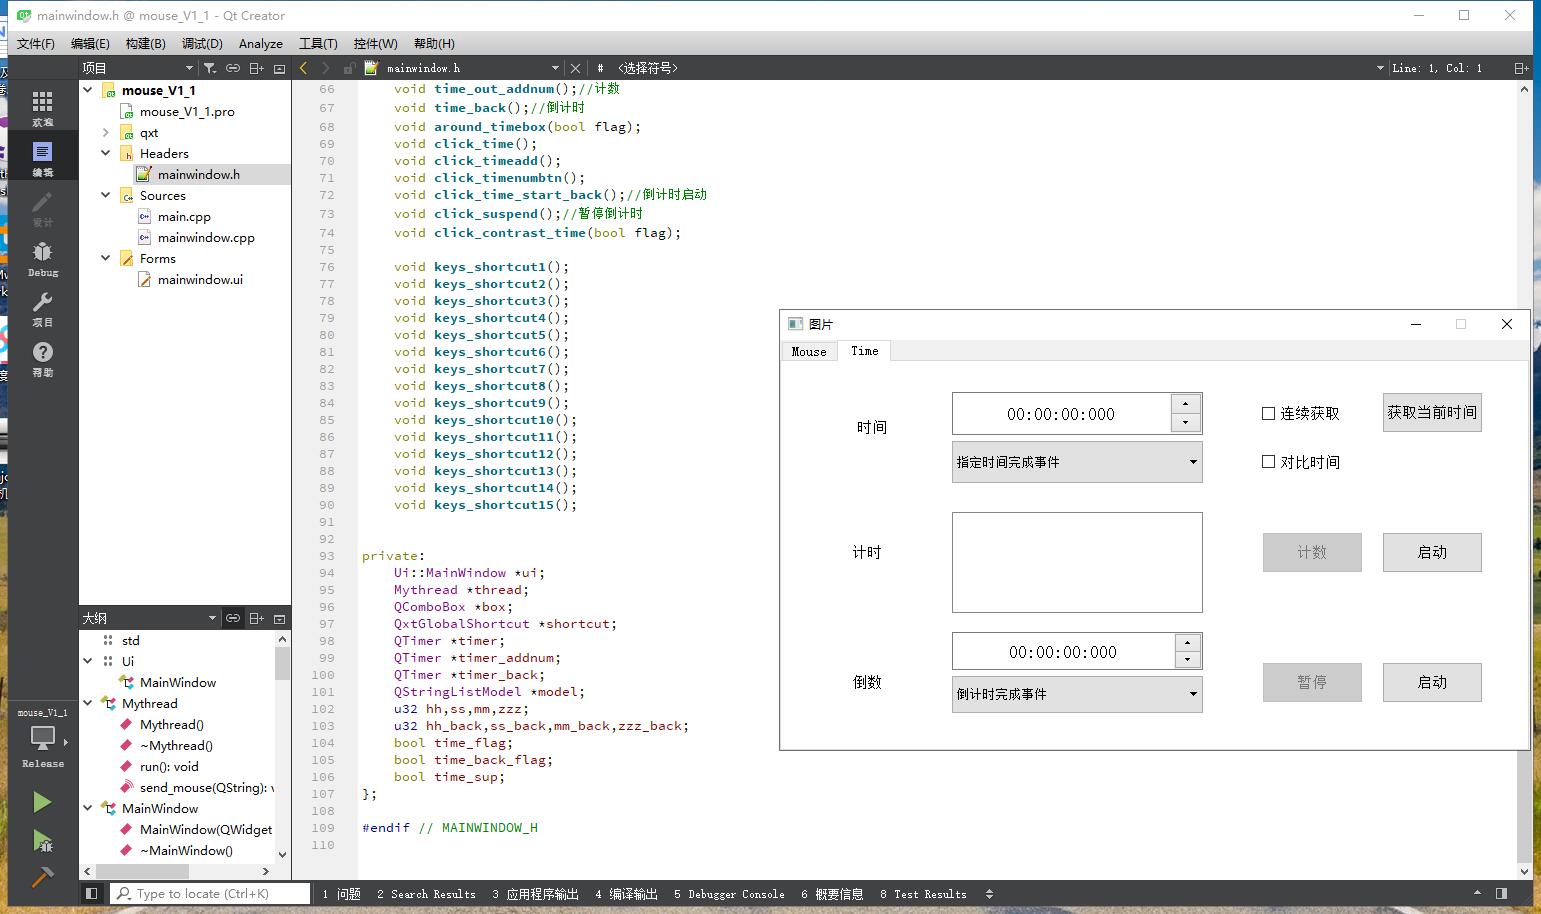 mainwindow.h @ mouse_V1_1 - Qt Creator
文件(F) 编辑(E) 构建(B) 调试(D) Analyze 工具(T) 控件(W) 帮助(H)
项目
mainwindow.h
# <选择符号>
Line: 1, Col: 1
欢迎
编辑
设计
Debug
项目
帮助
mouse_V1_1
Release
mouse_V1_1
mouse_V1_1.pro
qxt
Headers
mainwindow.h
Sources
main.cpp
mainwindow.cpp
Forms
mainwindow.ui
大纲
std
Ui
MainWindow
Mythread
Mythread()
~Mythread()
run(): void
send_mouse(QString): v
MainWindow
MainWindow(QWidget
~MainWindow()
66 void time_out_addnum();//计数
67 void time_back();//倒计时
68 void around_timebox(bool flag);
69 void click_time();
70 void click_timeadd();
71 void click_timenumbtn();
72 void click_time_start_back();//倒计时启动
73 void click_suspend();//暂停倒计时
74 void click_contrast_time(bool flag);
75
76 void keys_shortcut1();
77 void keys_shortcut2();
78 void keys_shortcut3();
79 void keys_shortcut4();
80 void keys_shortcut5();
81 void keys_shortcut6();
82 void keys_shortcut7();
83 void keys_shortcut8();
84 void keys_shortcut9();
85 void keys_shortcut10();
86 void keys_shortcut11();
87 void keys_shortcut12();
88 void keys_shortcut13();
89 void keys_shortcut14();
90 void keys_shortcut15();
91
92
93 private:
94 Ui::MainWindow *ui;
95 Mythread *thread;
96 QComboBox *box;
97 QxtGlobalShortcut *shortcut;
98 QTimer *timer;
99 QTimer *timer_addnum;
100 QTimer *timer_back;
101 QStringListModel *model;
102 u32 hh,ss,mm,zzz;
103 u32 hh_back,ss_back,mm_back,zzz_back;
104 bool time_flag;
105 bool time_back_flag;
106 bool time_sup;
107 };
108
109 #endif // MAINWINDOW_H
110
图片
Mouse Time
时间 00:00:00:000 连续获取 获取当前时间
指定时间完成事件 对比时间
计时 计数 启动
00:00:00:000
倒数 暂停 启动
倒计时完成事件
Type to locate (Ctrl+K) 1 问题 2 Search Results 3 应用程序输出 4 编译输出 5 Debugger Console 6 概要信息 8 Test Results